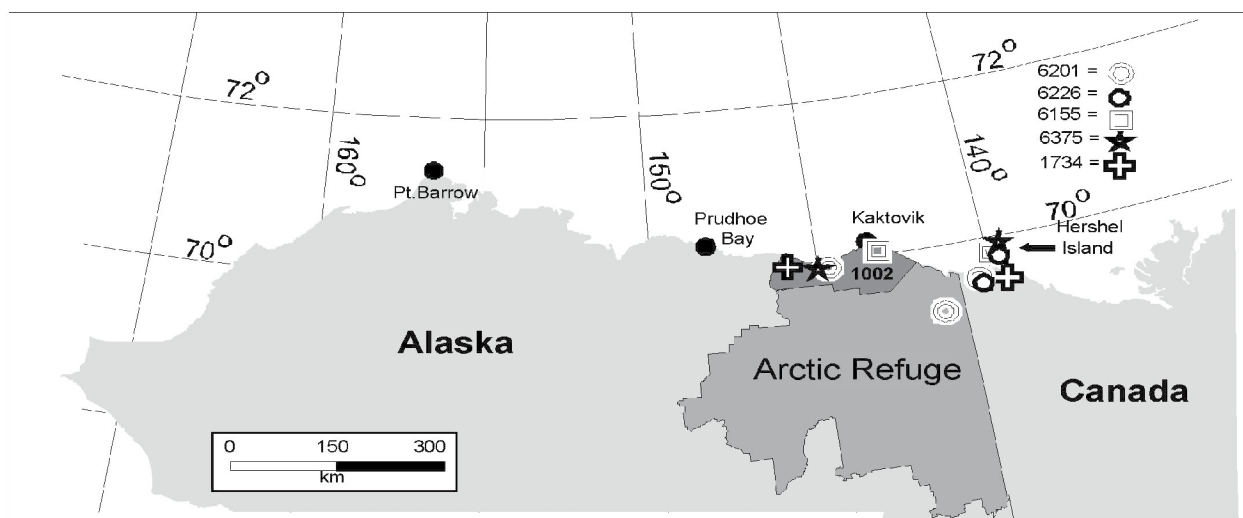 72°
72°
6201 =
6226 =
6155 =
6375 =
1734 =
160°
150°
140°
Pt.Barrow
70°
Prudhoe
Bay
Kaktovik
70°
Hershel
Island
1002
Alaska
Arctic Refuge
Canada
0 150 300
km